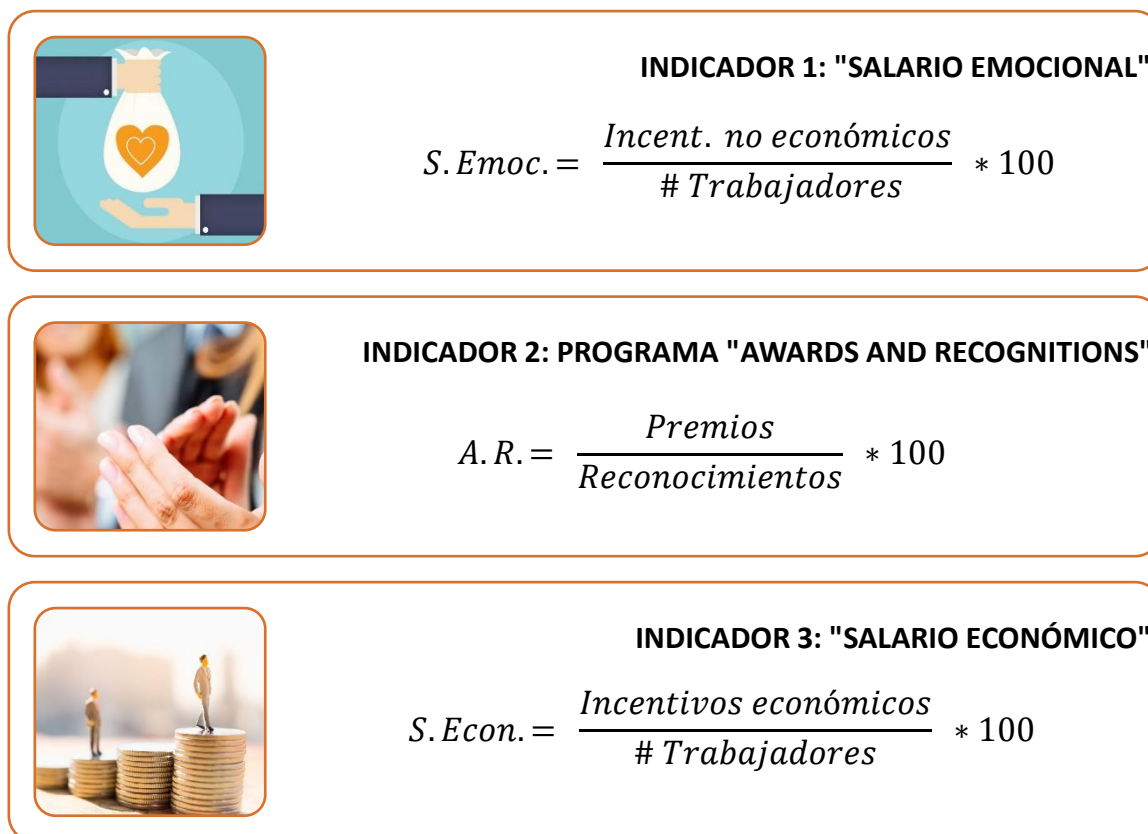 INDICADOR 1: "SALARIO EMOCIONAL"
S. Emoc. = Incent. no económicos / # Trabajadores * 100
INDICADOR 2: PROGRAMA "AWARDS AND RECOGNITIONS"
A. R. = Premios / Reconocimientos * 100
INDICADOR 3: "SALARIO ECONÓMICO"
S. Econ. = Incentivos económicos / # Trabajadores * 100